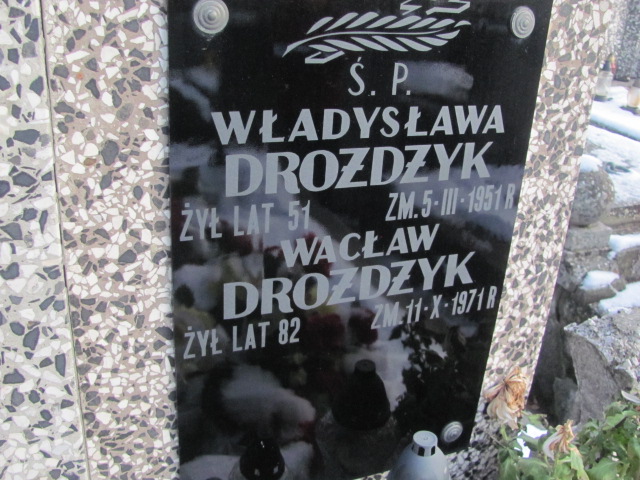 Ś. P.
WŁADYSŁAWA
DROŻDŻYK
ŻYŁ LAT 51 ZM. 5-III-1951 R
WACŁAW
DROŻDŻYK
ŻYŁ LAT 82 ZM. 11-X-1971 R